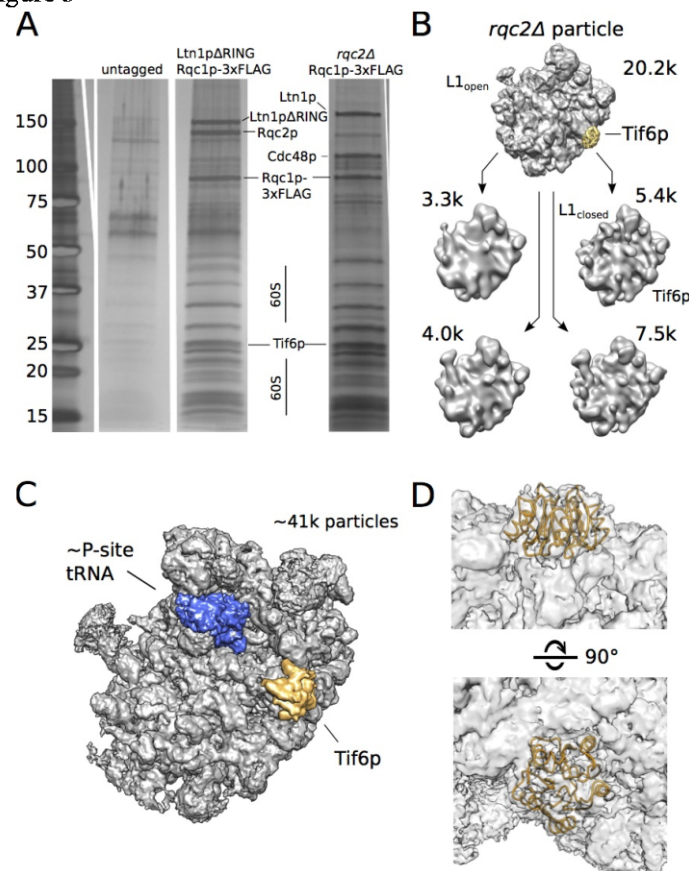 A
untagged
Ltn1pΔRING
Rqc1p-3xFLAG
rqc2Δ
Rqc1p-3xFLAG
150
100
75
50
37
25
20
15
Ltn1p
Ltn1pΔRING
Rqc2p
Cdc48p
Rqc1p-
3xFLAG
60S
Tif6p
60S
B
rqc2Δ particle
20.2k
L1open
Tif6p
3.3k
5.4k
L1closed
Tif6p
4.0k
7.5k
C
~41k particles
~P-site
tRNA
Tif6p
D
90°